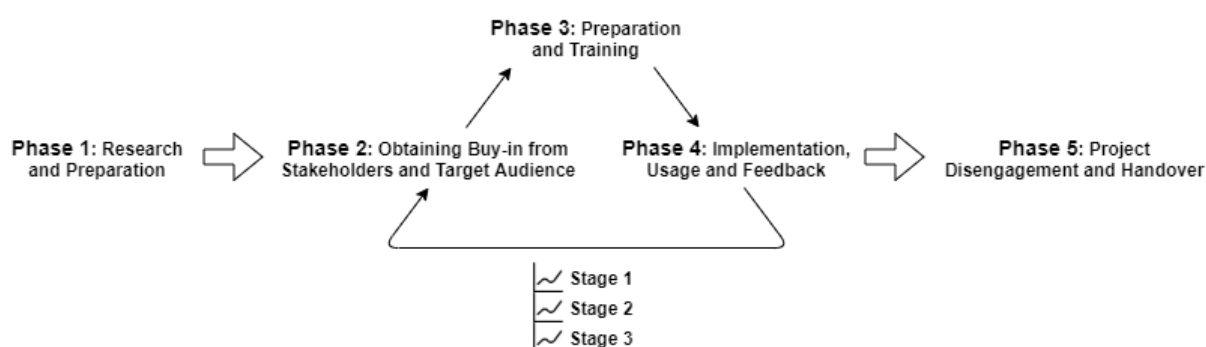 Phase 3: Preparation
and Training
Phase 1: Research
and Preparation
Phase 2: Obtaining Buy-in from
Stakeholders and Target Audience
Phase 4: Implementation,
Usage and Feedback
Phase 5: Project
Disengagement and Handover
Stage 1
Stage 2
Stage 3